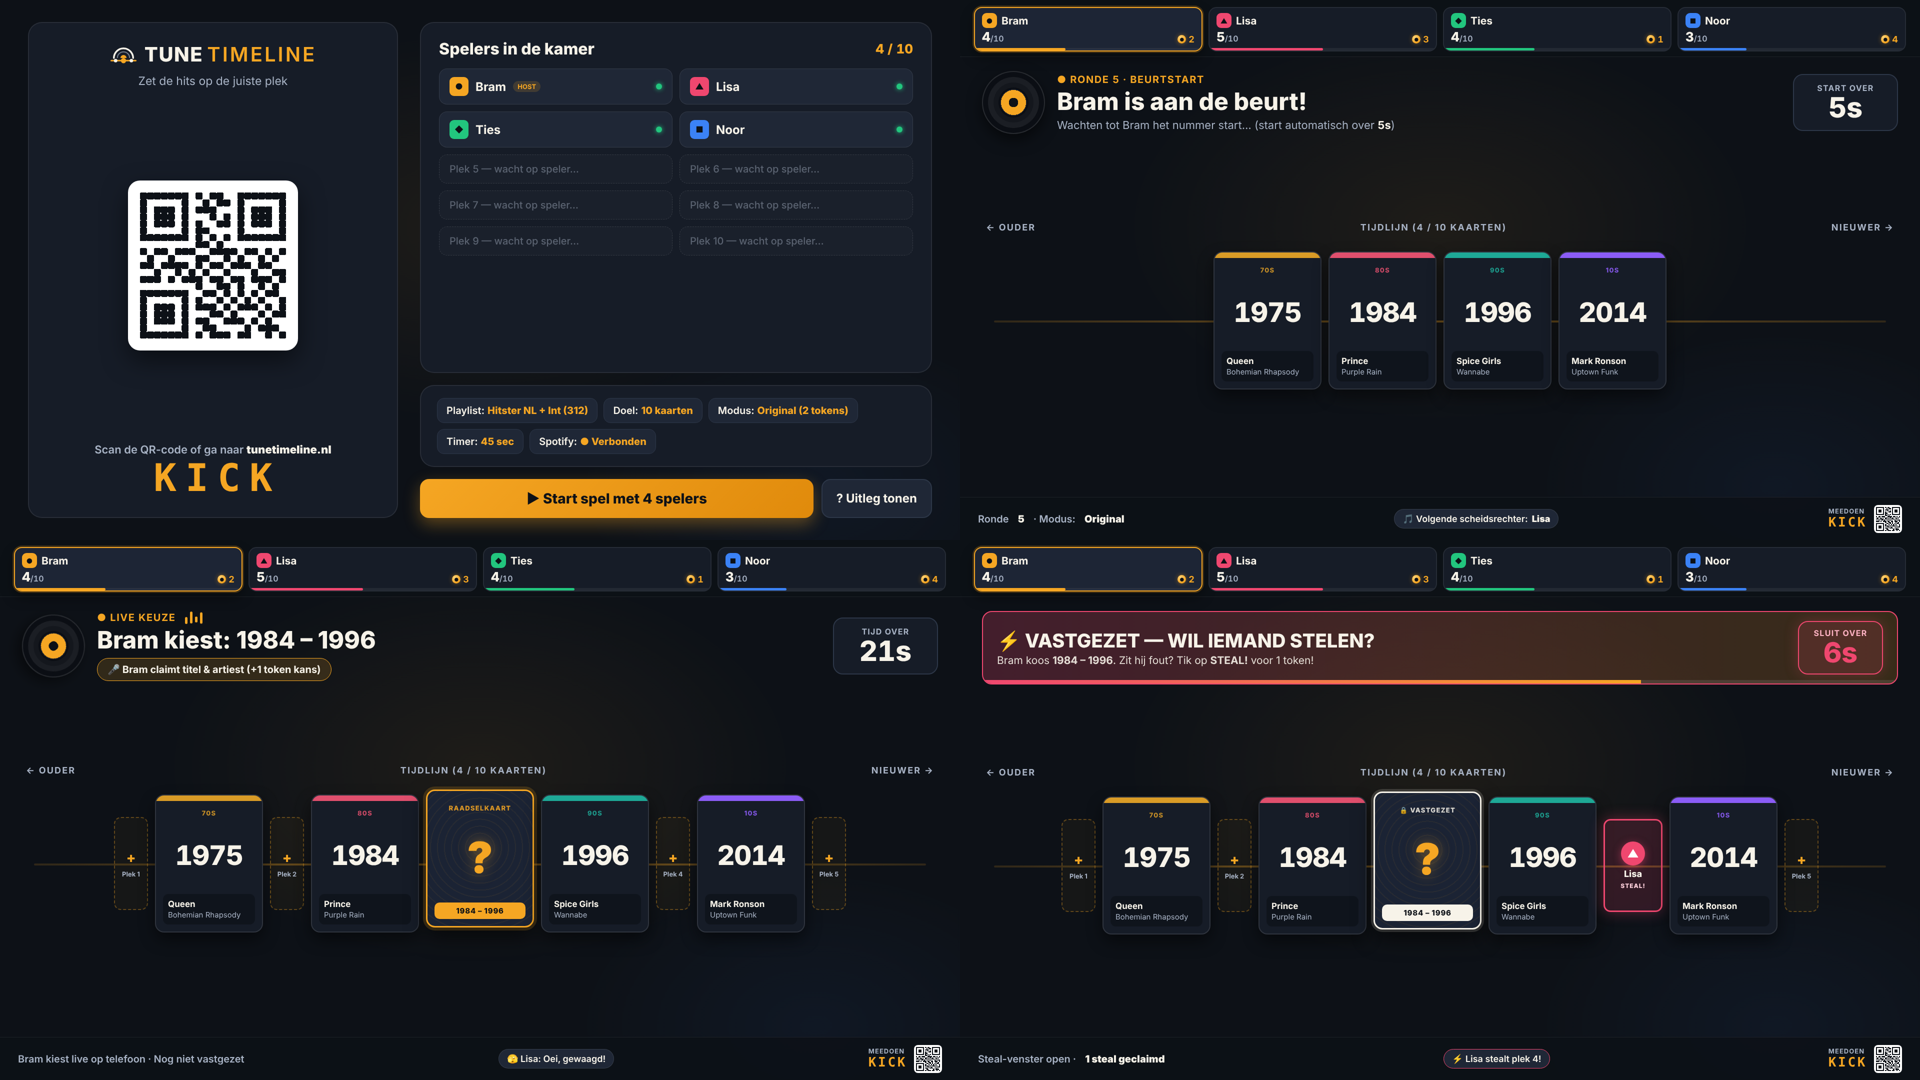 TUNE TIMELINE
Zet de hits op de juiste plek
Scan de QR-code of ga naar tunetimeline.nl
KICK
Spelers in de kamer
4 / 10
Bram HOST
Lisa
Ties
Noor
Plek 5 — wacht op speler...
Plek 6 — wacht op speler...
Plek 7 — wacht op speler...
Plek 8 — wacht op speler...
Plek 9 — wacht op speler...
Plek 10 — wacht op speler...
Playlist: Hitster NL + Int (312)
Doel: 10 kaarten
Modus: Original (2 tokens)
Timer: 45 sec
Spotify: ● Verbonden
▶ Start spel met 4 spelers
? Uitleg tonen
Bram
4/10
2
Lisa
5/10
3
Ties
4/10
1
Noor
3/10
4
● RONDE 5 · BEURTSTART
Bram is aan de beurt!
Wachten tot Bram het nummer start... (start automatisch over 5s)
START OVER
5s
← OUDER
TIJDLIJN (4 / 10 KAARTEN)
NIEUWER →
70S
1975
Queen
Bohemian Rhapsody
80S
1984
Prince
Purple Rain
90S
1996
Spice Girls
Wannabe
10S
2014
Mark Ronson
Uptown Funk
Ronde 5 · Modus: Original
🎵 Volgende scheidsrechter: Lisa
MEEDOEN
KICK
Bram
4/10
2
Lisa
5/10
3
Ties
4/10
1
Noor
3/10
4
● LIVE KEUZE
Bram kiest: 1984 – 1996
🎤 Bram claimt titel & artiest (+1 token kans)
TIJD OVER
21s
← OUDER
TIJDLIJN (4 / 10 KAARTEN)
NIEUWER →
+
Plek 1
70S
1975
Queen
Bohemian Rhapsody
+
Plek 2
80S
1984
Prince
Purple Rain
RAADSELKAART
?
1984 – 1996
90S
1996
Spice Girls
Wannabe
+
Plek 4
10S
2014
Mark Ronson
Uptown Funk
+
Plek 5
Bram kiest live op telefoon · Nog niet vastgezet
🫣 Lisa: Oei, gewaagd!
MEEDOEN
KICK
Bram
4/10
2
Lisa
5/10
3
Ties
4/10
1
Noor
3/10
4
⚡ VASTGEZET — WIL IEMAND STELEN?
Bram koos 1984 – 1996. Zit hij fout? Tik op STEAL! voor 1 token!
SLUIT OVER
6s
← OUDER
TIJDLIJN (4 / 10 KAARTEN)
NIEUWER →
+
Plek 1
70S
1975
Queen
Bohemian Rhapsody
+
Plek 2
80S
1984
Prince
Purple Rain
🔒 VASTGEZET
?
1984 – 1996
90S
1996
Spice Girls
Wannabe
Lisa
STEAL!
10S
2014
Mark Ronson
Uptown Funk
+
Plek 5
Steal-venster open · 1 steal geclaimd
⚡ Lisa stealt plek 4!
MEEDOEN
KICK